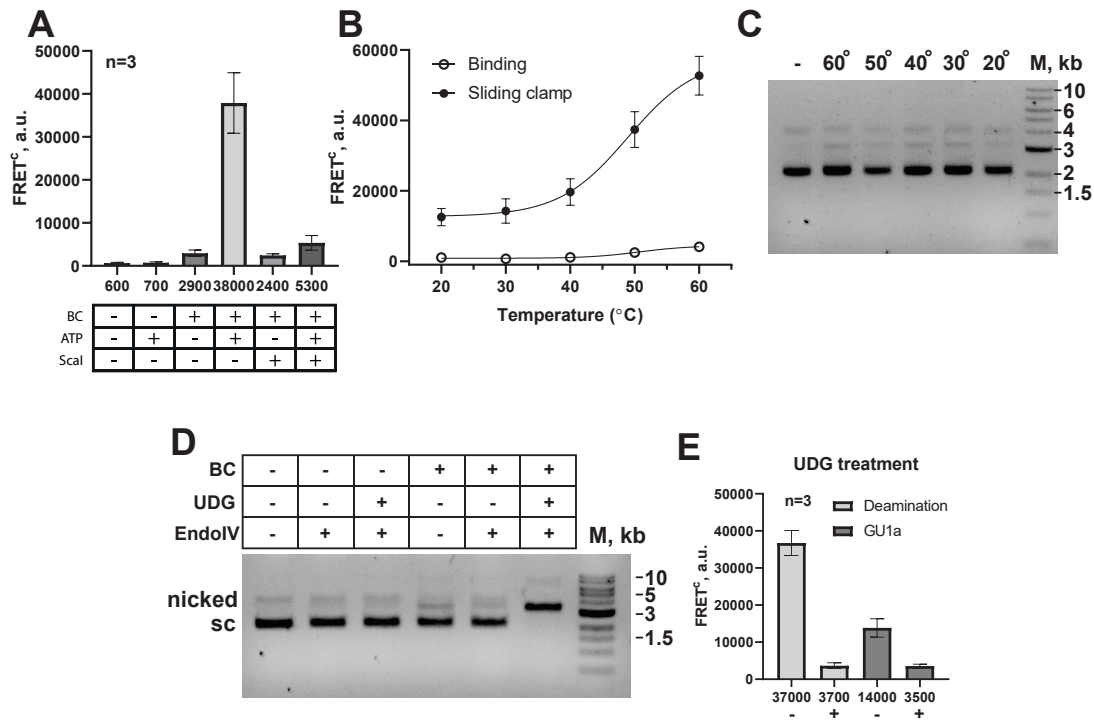 A
n=3
FRETᶜ, a.u.
50000
40000
30000
20000
10000
0
600 700 2900 38000 2400 5300
BC - - + + + +
ATP - + - + - +
ScaI - - - - + +
B
FRETᶜ, a.u.
60000
40000
20000
0
Binding
Sliding clamp
20 30 40 50 60
Temperature (°C)
C
- 60° 50° 40° 30° 20° M, kb
-10
-6
-4
-3
-2
-1.5
D
BC - - - + + +
UDG - - + - - +
EndoIV - + + - + +
M, kb
nicked
sc
-10
-5
-3
-1.5
E
UDG treatment
n=3
Deamination
GU1a
FRETᶜ, a.u.
50000
40000
30000
20000
10000
0
37000 3700 14000 3500
- + - +